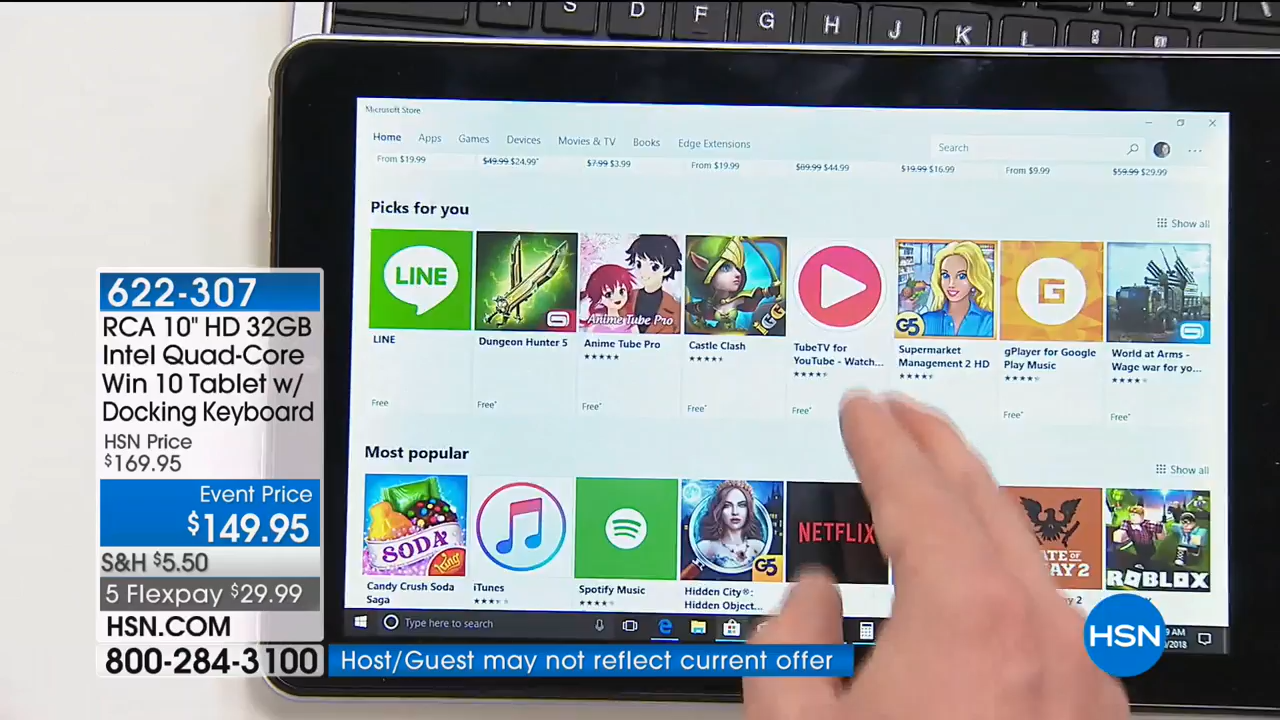 S D F G H J K L
Microsoft Store
Home Apps Games Devices Movies & TV Books Edge Extensions Search
From $19.99 $49.99 $24.99* $7.99 $3.99 From $19.99 $89.99 $44.99 $19.99 $16.99 From $9.99 $59.99 $29.99
Picks for you
Show all
LINE
Anime Tube Pro
IGG
G5
G
LINE
Dungeon Hunter 5
Anime Tube Pro
Castle Clash
TubeTV for
YouTube - Watch...
Supermarket
Management 2 HD
gPlayer for Google
Play Music
World at Arms -
Wage war for yo...
Free
Free*
Free*
Free*
Free*
Free*
Free*
Most popular
Show all
SODA
G5
NETFLIX
ROBLOX
Candy Crush Soda
Saga
iTunes
Spotify Music
Hidden City®:
Hidden Object...
Type here to search
622-307
RCA 10" HD 32GB
Intel Quad-Core
Win 10 Tablet w/
Docking Keyboard
HSN Price
$169.95
Event Price
$149.95
S&H $5.50
5 Flexpay $29.99
HSN.COM
800-284-3100
Host/Guest may not reflect current offer
HSN